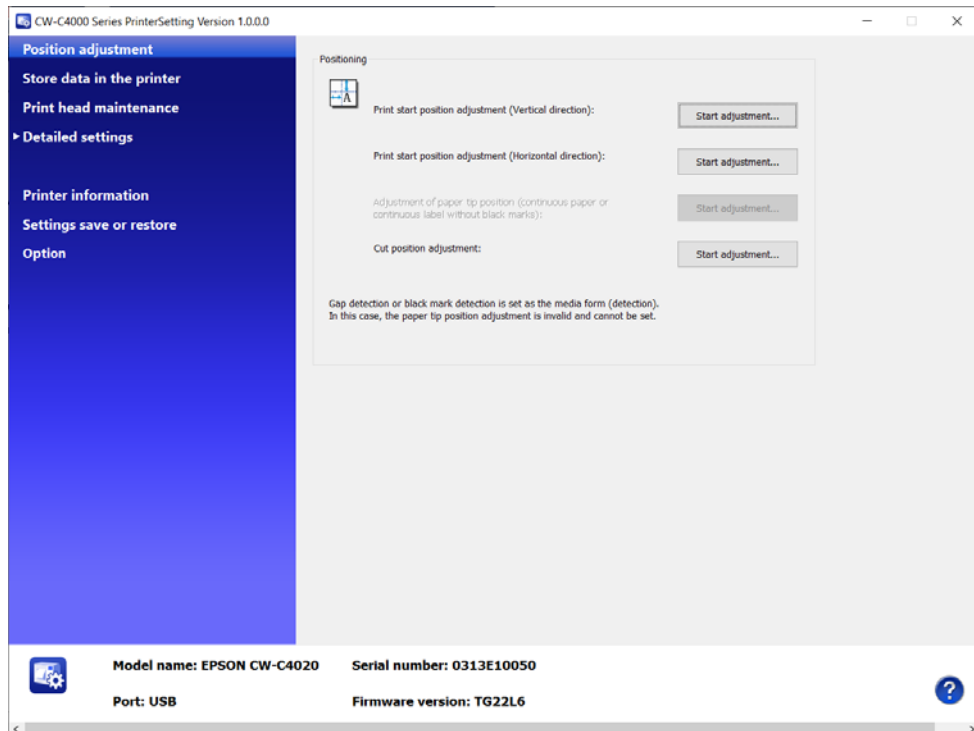 CW-C4000 Series PrinterSetting Version 1.0.0.0
Position adjustment
Store data in the printer
Print head maintenance
Detailed settings
Printer information
Settings save or restore
Option
Positioning
A
Print start position adjustment (Vertical direction):
Start adjustment...
Print start position adjustment (Horizontal direction):
Start adjustment...
Adjustment of paper tip position (continuous paper or
continuous label without black marks):
Start adjustment...
Cut position adjustment:
Start adjustment...
Gap detection or black mark detection is set as the media form (detection).
In this case, the paper tip position adjustment is invalid and cannot be set.
Model name: EPSON CW-C4020
Serial number: 0313E10050
Port: USB
Firmware version: TG22L6
?